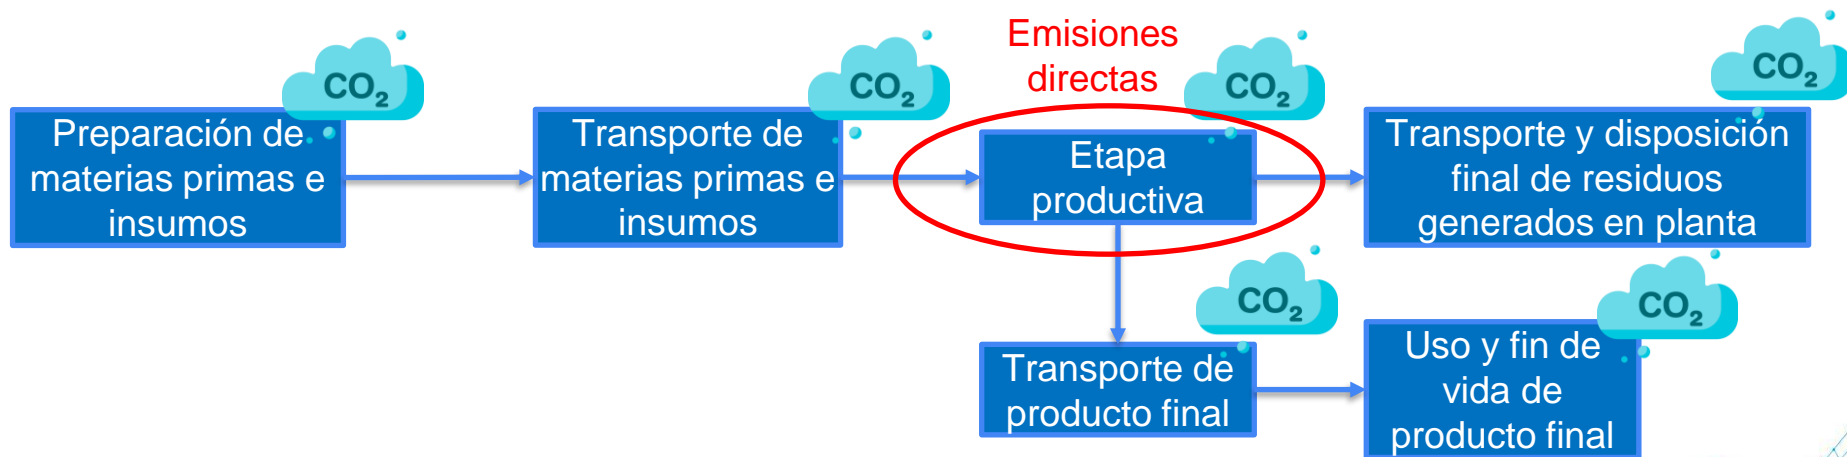 Emisiones
directas
CO₂
CO₂
CO₂
CO₂
Preparación de
materias primas e
insumos
Transporte de
materias primas e
insumos
Etapa
productiva
Transporte y disposición
final de residuos
generados en planta
CO₂
CO₂
Transporte de
producto final
Uso y fin de
vida de
producto final